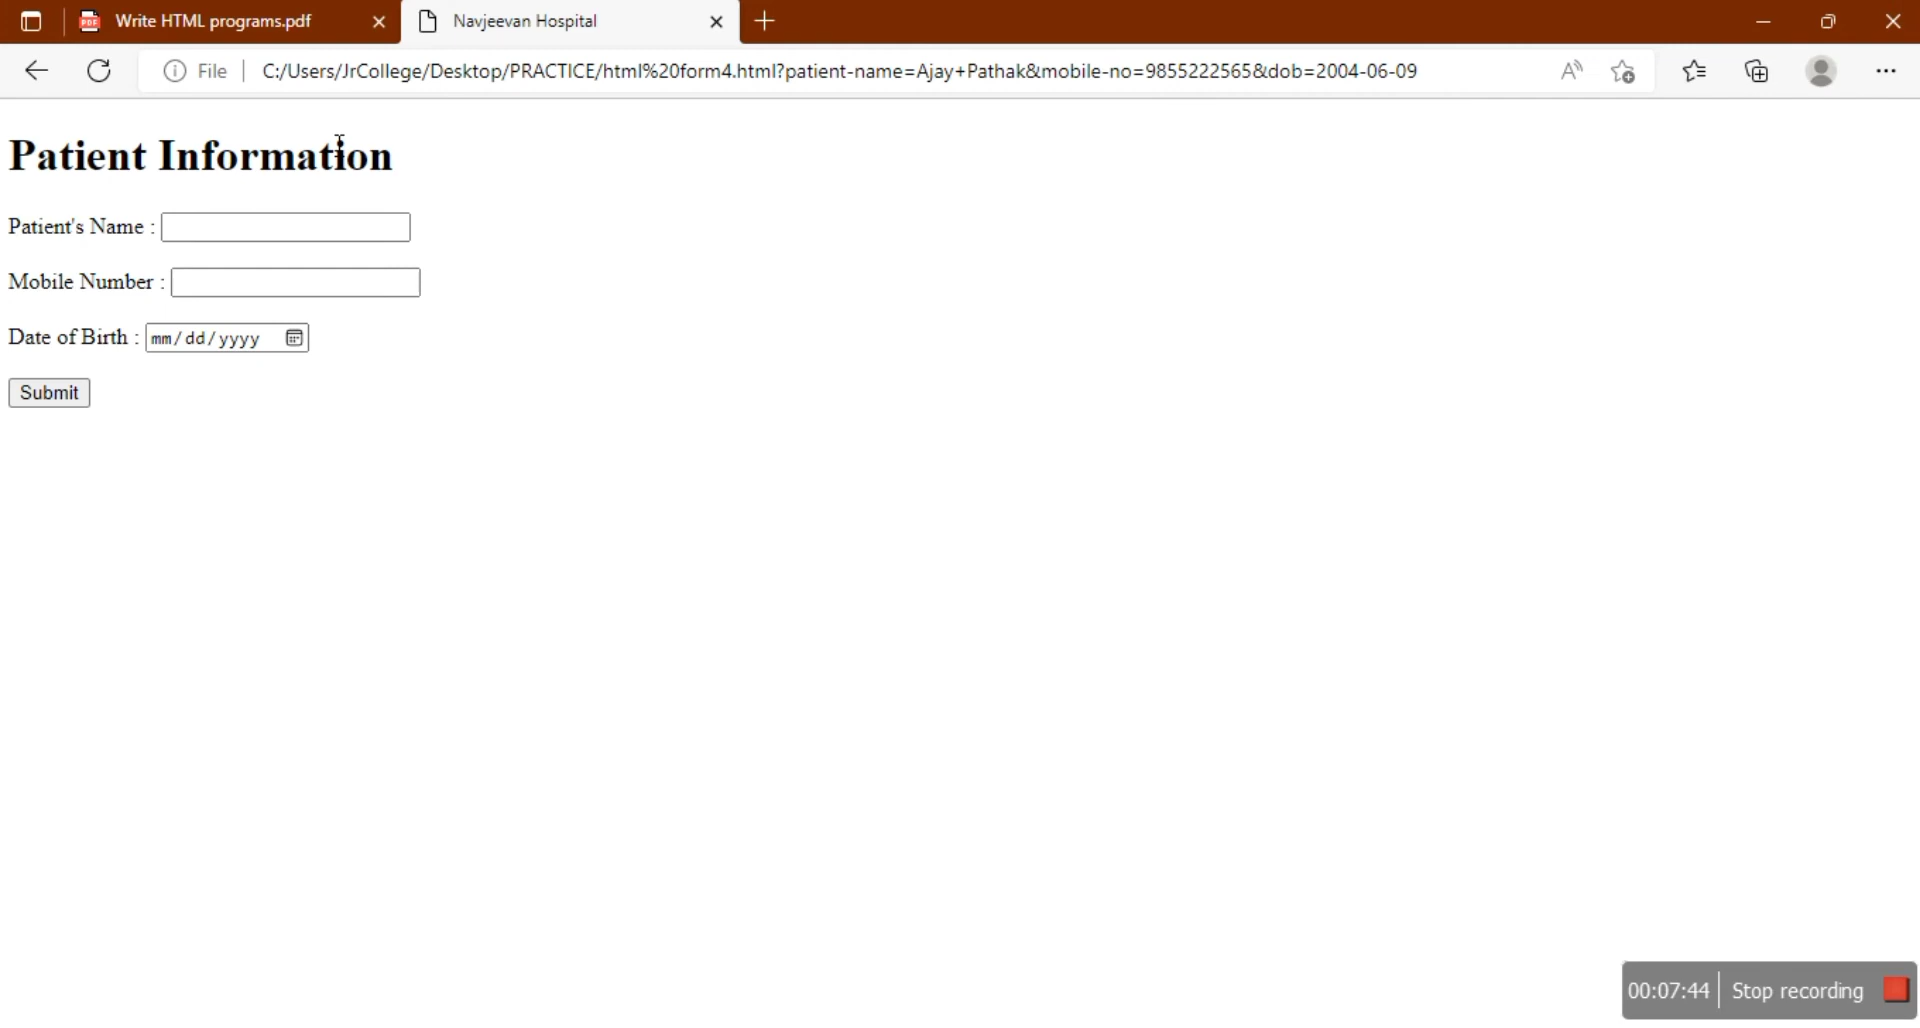 Write HTML programs.pdf
Navjeevan Hospital
File C:/Users/JrCollege/Desktop/PRACTICE/html%20form4.html?patient-name=Ajay+Pathak&mobile-no=9855222565&dob=2004-06-09
Patient Information
Patient's Name :
Mobile Number :
Date of Birth : mm/dd/yyyy
Submit
00:07:44 Stop recording